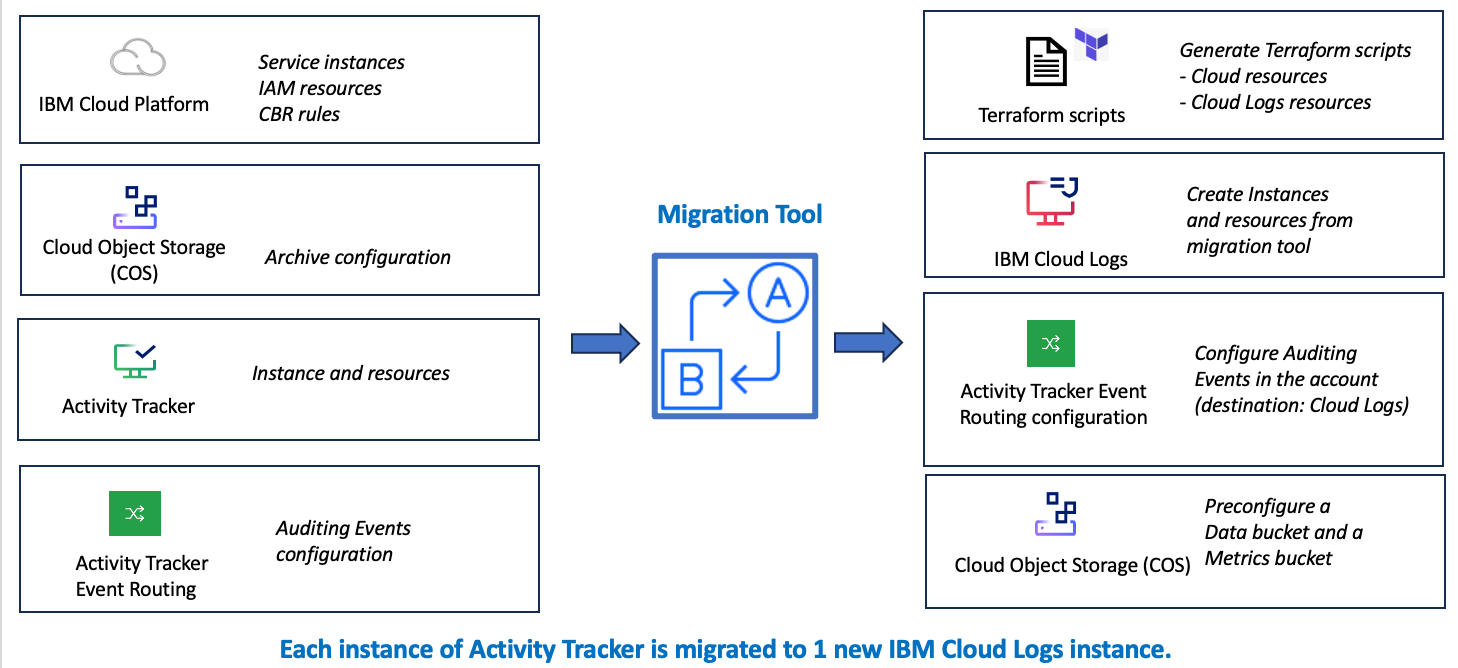 IBM Cloud Platform
Service instances
IAM resources
CBR rules
Cloud Object Storage
(COS)
Archive configuration
Activity Tracker
Instance and resources
Activity Tracker
Event Routing
Auditing Events
configuration
Migration Tool
A
B
Terraform scripts
Generate Terraform scripts
- Cloud resources
- Cloud Logs resources
IBM Cloud Logs
Create Instances
and resources from
migration tool
Activity Tracker Event
Routing configuration
Configure Auditing
Events in the account
(destination: Cloud Logs)
Cloud Object Storage (COS)
Preconfigure a
Data bucket and a
Metrics bucket
Each instance of Activity Tracker is migrated to 1 new IBM Cloud Logs instance.